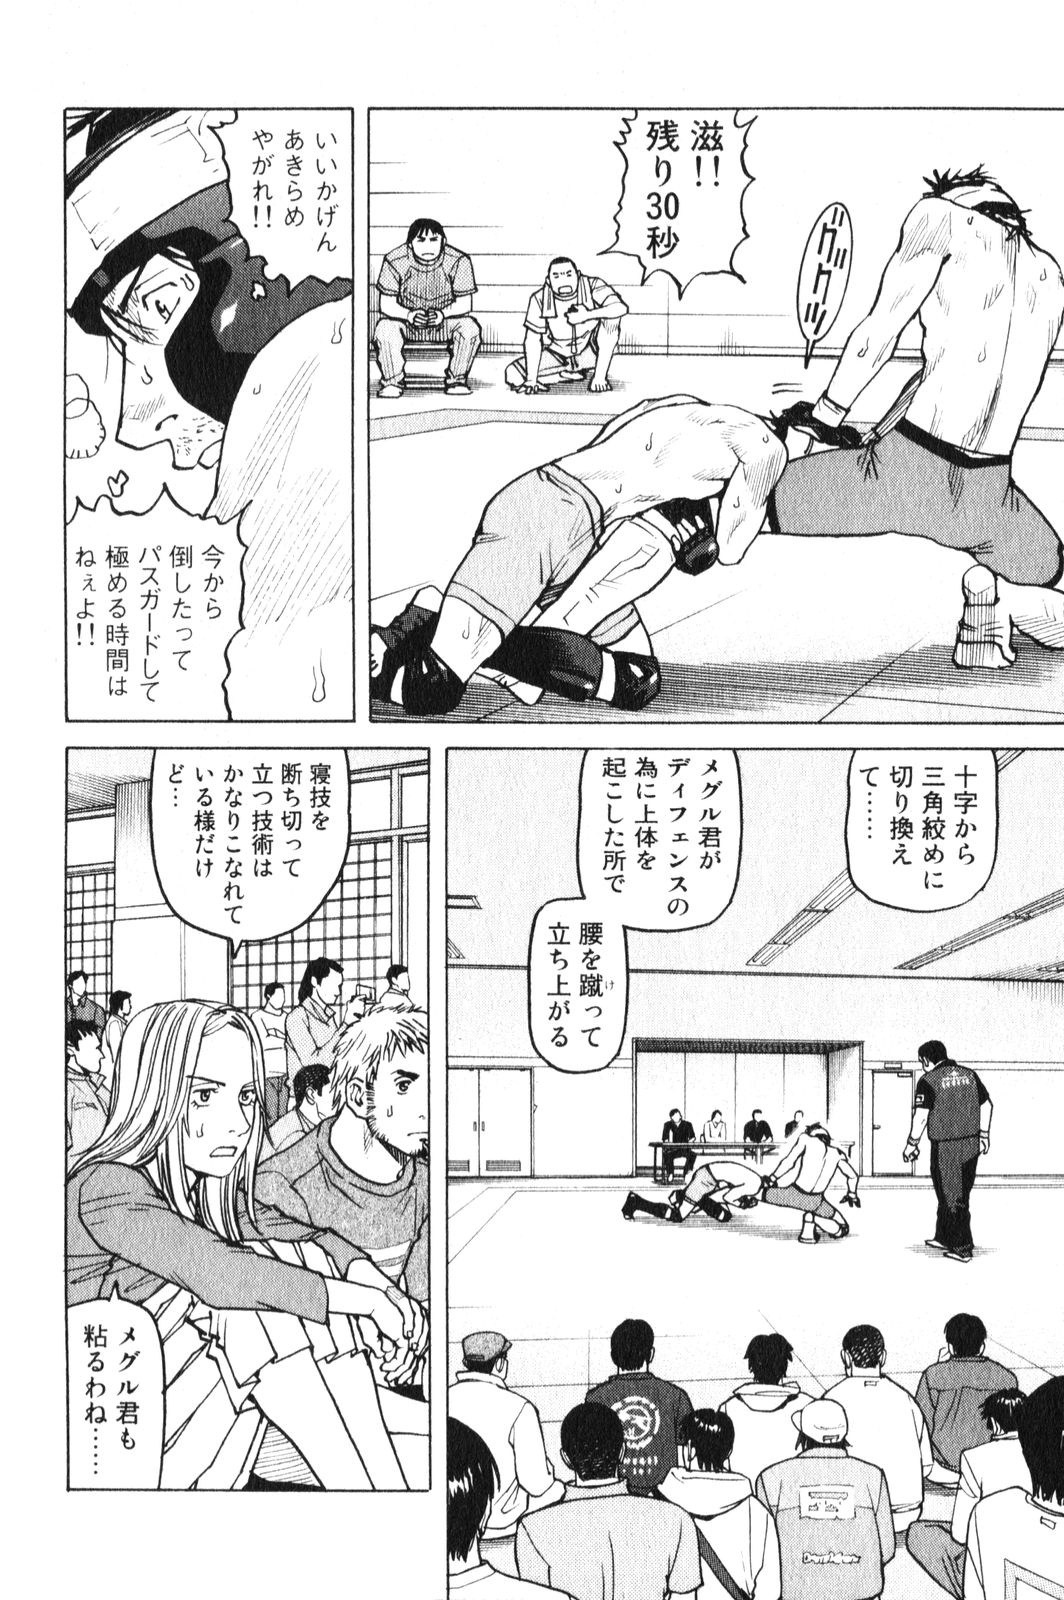 滋!!
残り30秒
グックッ
いいかげん
あきらめ
やがれ!!
今から
倒したって
パスガードして
極める時間は
ねぇよ!!
十字から
三角絞めに
切り換え
て……
メグル君が
ディフェンスの
為に上体を
起こした所で
腰を蹴って
け
立ち上がる
寝技を
断ち切って
立つ技術は
かなりこなれて
いる様だけ
ど…
メグル君も
粘るわね……